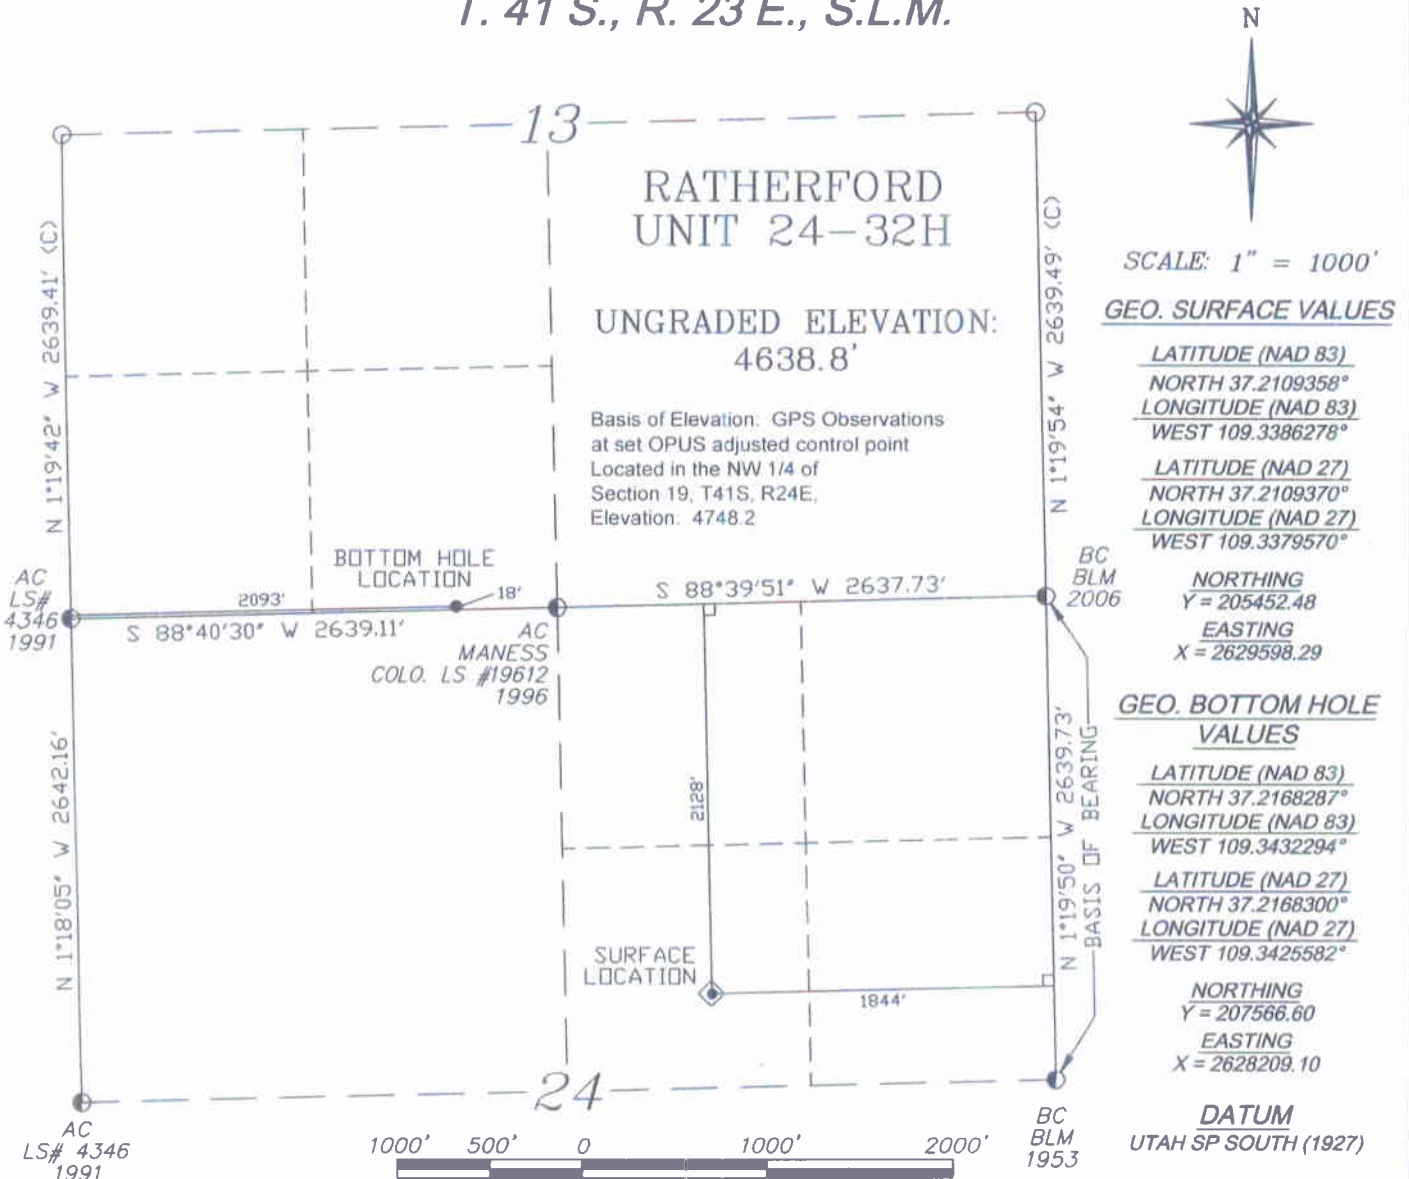 T. 41 S., R. 23 E., S.L.M.
N
13
RATHERFORD
UNIT 24-32H
SCALE: 1" = 1000'
GEO. SURFACE VALUES
UNGRADED ELEVATION:
4638.8'
LATITUDE (NAD 83)
NORTH 37.2109358°
LONGITUDE (NAD 83)
WEST 109.3386278°
LATITUDE (NAD 27)
NORTH 37.2109370°
LONGITUDE (NAD 27)
WEST 109.3379570°
NORTHING
Y = 205452.48
EASTING
X = 2629598.29
Basis of Elevation: GPS Observations
at set OPUS adjusted control point
Located in the NW 1/4 of
Section 19, T41S, R24E,
Elevation: 4748.2
N 1°19'42" W 2639.41' (C)
N 1°19'54" W 2639.49' (C)
BOTTOM HOLE
LOCATION
18'
2093'
S 88°40'30" W 2639.11'
S 88°39'51" W 2637.73'
AC
LS#
4346
1991
AC
MANESS
COLO. LS #19612
1996
BC
BLM
2006
GEO. BOTTOM HOLE
VALUES
LATITUDE (NAD 83)
NORTH 37.2168287°
LONGITUDE (NAD 83)
WEST 109.3432294°
LATITUDE (NAD 27)
NORTH 37.2168300°
LONGITUDE (NAD 27)
WEST 109.3425582°
NORTHING
Y = 207566.60
EASTING
X = 2628209.10
N 1°18'05" W 2642.16'
2128'
N 1°19'50" W 2639.73'
BASIS OF BEARING
SURFACE
LOCATION
1844'
24
AC
LS# 4346
1991
1000' 500' 0 1000' 2000'
BC
BLM
1953
DATUM
UTAH SP SOUTH (1927)